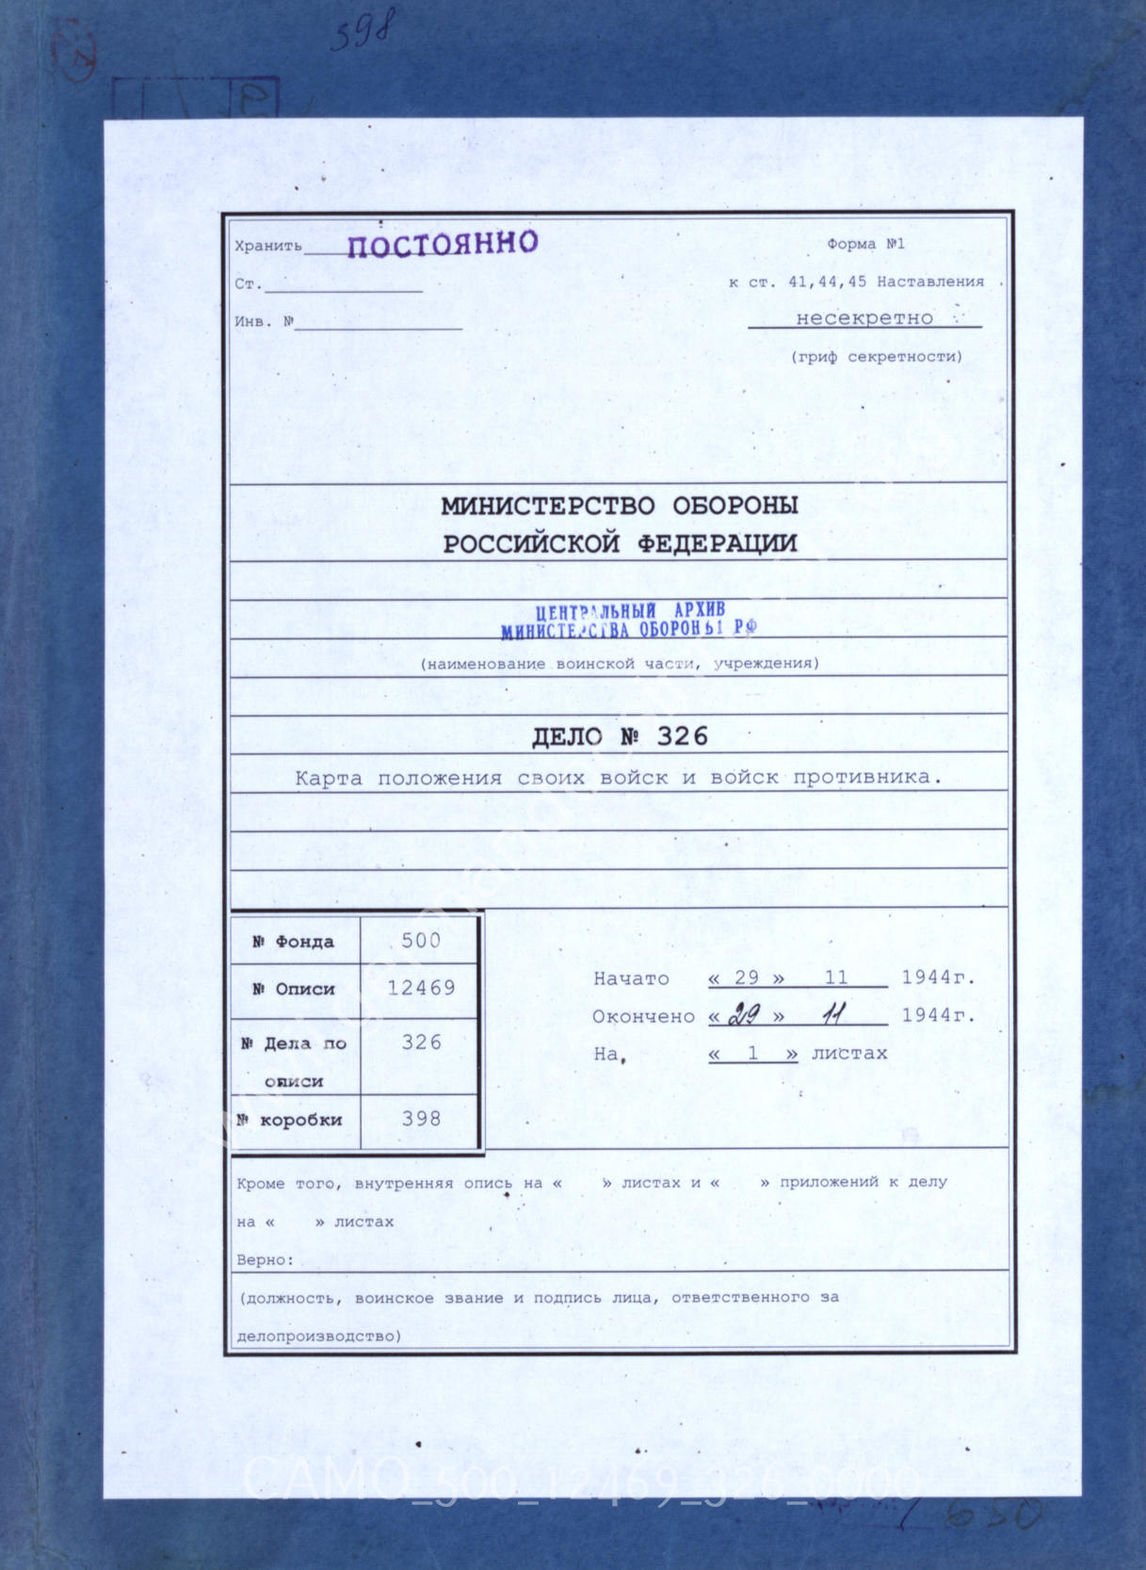 398
Хранить ПОСТОЯННО
Форма №1
Ст.
к ст. 41,44,45 Наставления
Инв. №
несекретно
(гриф секретности)
МИНИСТЕРСТВО ОБОРОНЫ
РОССИЙСКОЙ ФЕДЕРАЦИИ
ЦЕНТРАЛЬНЫЙ АРХИВ
МИНИСТЕРСТВА ОБОРОНЫ РФ
(наименование воинской части, учреждения)
ДЕЛО № 326
Карта положения своих войск и войск противника.
№ Фонда 500
№ Описи 12469
№ Дела по описи 326
№ коробки 398
Начато « 29 » 11 1944г.
Окончено « 29 » 11 1944г.
На, « 1 » листах
Кроме того, внутренняя опись на « » листах и « » приложений к делу
на « » листах
Верно:
(должность, воинское звание и подпись лица, ответственного за
делопроизводство)
CAMO_500_12469_326_0000
650